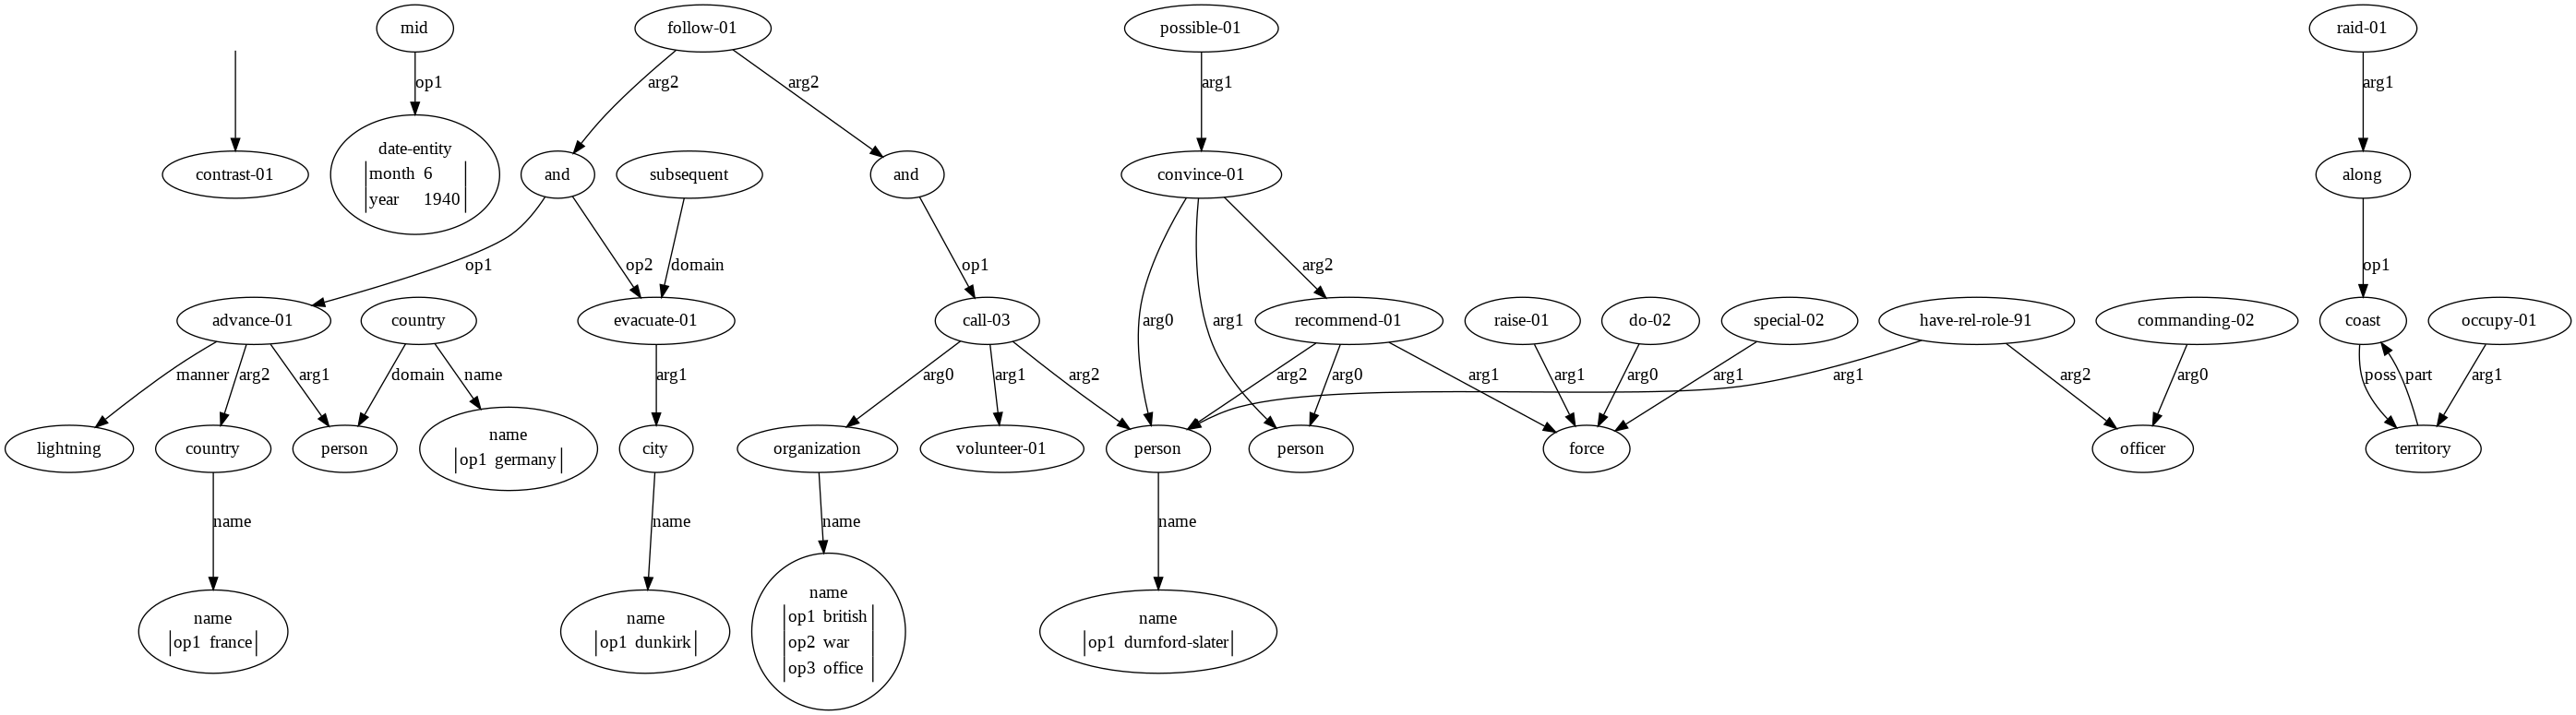 mid
follow-01
possible-01
raid-01
op1
arg2
arg2
arg1
arg1
contrast-01
date-entity
month 6
year 1940
and
subsequent
and
convince-01
along
op1
op2
domain
op1
arg0
arg1
arg2
op1
advance-01
country
evacuate-01
call-03
recommend-01
raise-01
do-02
special-02
have-rel-role-91
commanding-02
coast
occupy-01
manner
arg2
arg1
domain
name
arg1
arg0
arg1
arg2
arg2
arg0
arg1
arg1
arg0
arg1
arg1
arg2
arg0
poss
part
arg1
lightning
country
person
name
op1 germany
city
organization
volunteer-01
person
person
force
officer
territory
name
name
name
name
name
op1 france
name
op1 dunkirk
name
op1 british
op2 war
op3 office
name
op1 durnford-slater